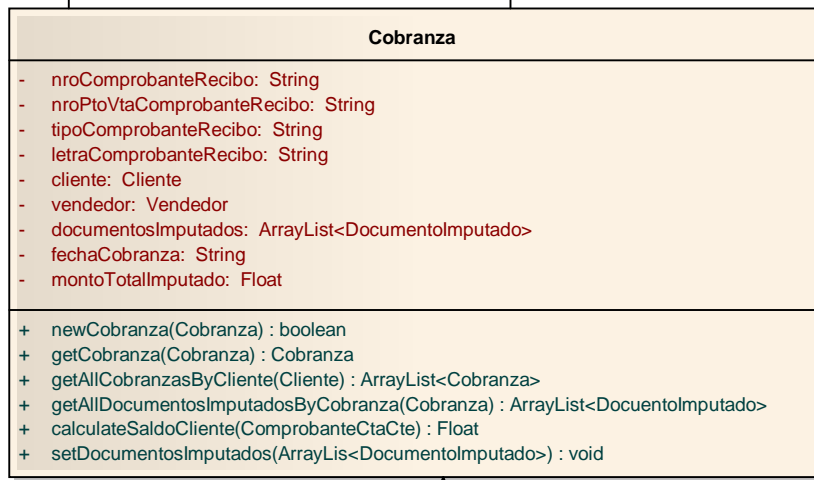 Cobranza
- nroComprobanteRecibo: String
- nroPtoVtaComprobanteRecibo: String
- tipoComprobanteRecibo: String
- letraComprobanteRecibo: String
- cliente: Cliente
- vendedor: Vendedor
- documentosImputados: ArrayList<DocumentoImputado>
- fechaCobranza: String
- montoTotalImputado: Float
+ newCobranza(Cobranza) : boolean
+ getCobranza(Cobranza) : Cobranza
+ getAllCobranzasByCliente(Cliente) : ArrayList<Cobranza>
+ getAllDocumentosImputadosByCobranza(Cobranza) : ArrayList<DocuentoImputado>
+ calculateSaldoCliente(ComprobanteCtaCte) : Float
+ setDocumentosImputados(ArrayLis<DocumentoImputado>) : void